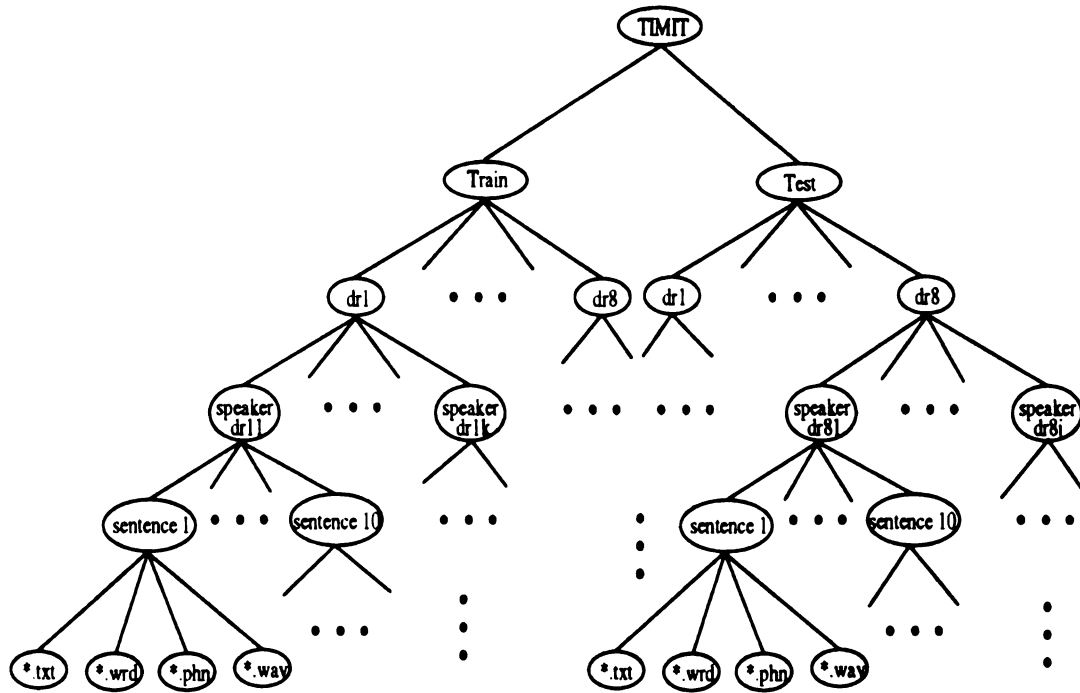 TIMIT
Train
Test
dr1
dr8
dr1
dr8
speaker
dr11
speaker
dr1k
speaker
dr81
speaker
dr8j
sentence 1
sentence 10
sentence 1
sentence 10
*.txt
*.wrd
*.phn
*.wav
*.txt
*.wrd
*.phn
*.wav